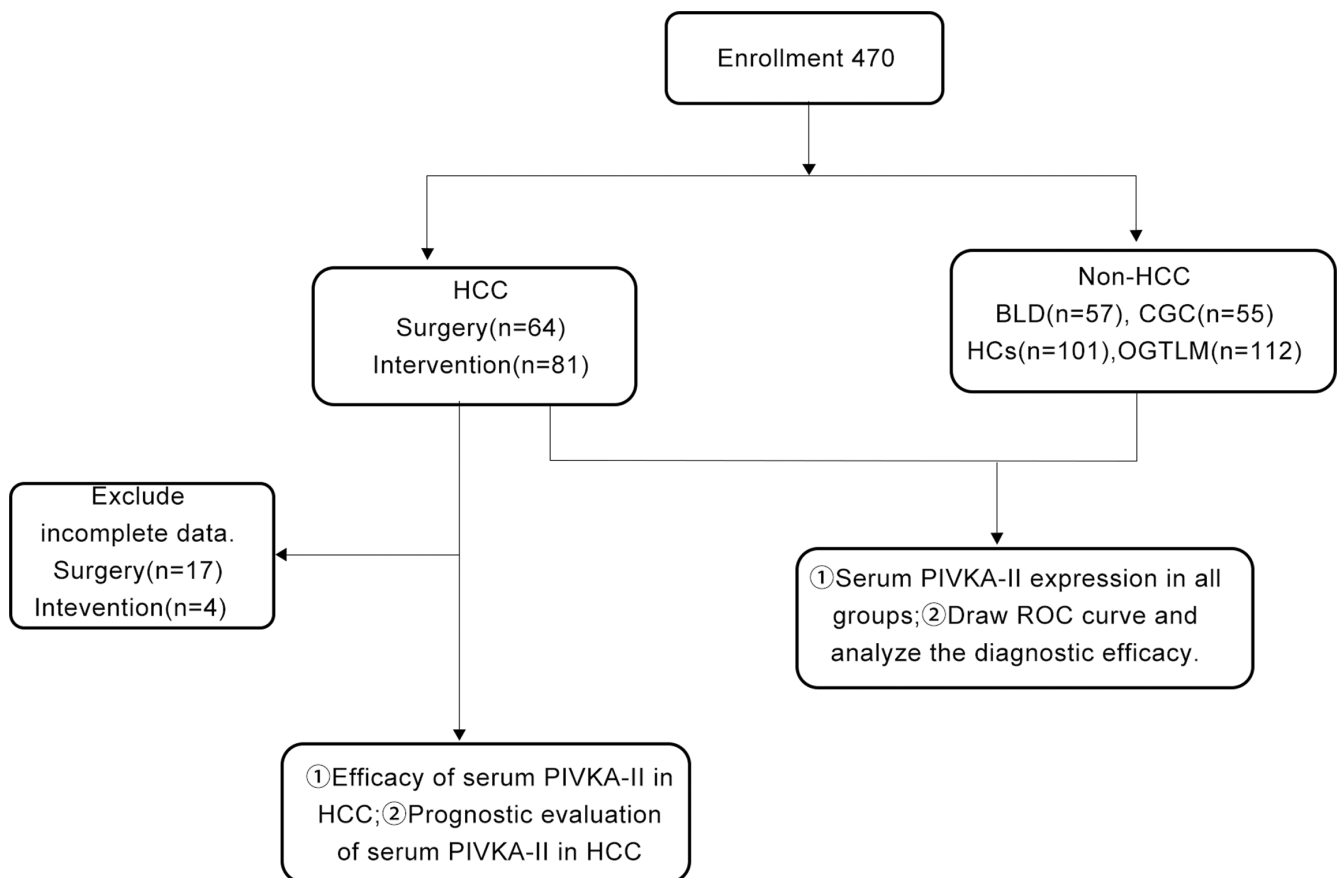 Enrollment 470
HCC
Surgery(n=64)
Intervention(n=81)
Non-HCC
BLD(n=57), CGC(n=55)
HCs(n=101),OGTLM(n=112)
Exclude
incomplete data.
Surgery(n=17)
Intevention(n=4)
①Serum PIVKA-II expression in all
groups;②Draw ROC curve and
analyze the diagnostic efficacy.
①Efficacy of serum PIVKA-II in
HCC;②Prognostic evaluation
of serum PIVKA-II in HCC